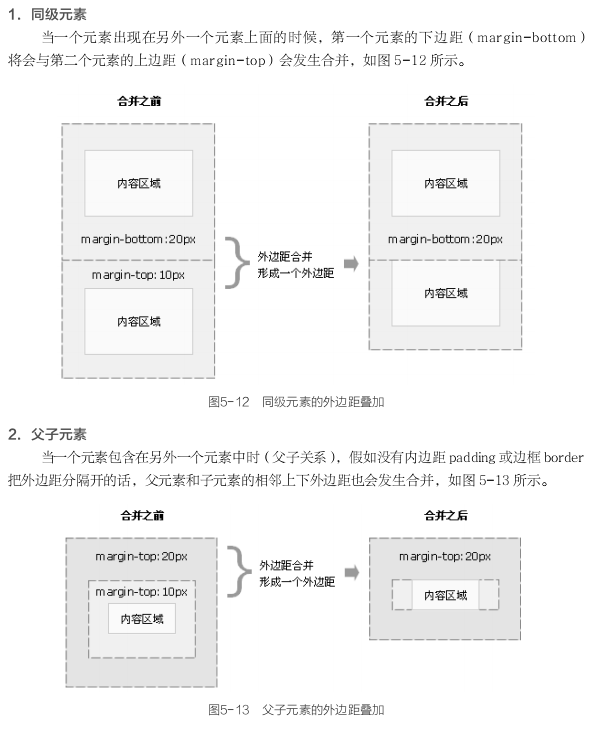 1. 同级元素
当一个元素出现在另外一个元素上面的时候，第一个元素的下边距（margin-bottom）
将会与第二个元素的上边距（margin-top）会发生合并，如图 5-12 所示。
合并之前
合并之后
内容区域
内容区域
margin-bottom:20px
margin-bottom:20px
外边距合并
形成一个外边距
margin-top:10px
内容区域
内容区域
图5-12 同级元素的外边距叠加
2. 父子元素
当一个元素包含在另外一个元素中时（父子关系），假如没有内边距 padding 或边框 border
把外边距分隔开的话，父元素和子元素的相邻上下外边距也会发生合并，如图 5-13 所示。
合并之前
合并之后
margin-top:20px
margin-top:20px
外边距合并
形成一个外边距
margin-top:10px
内容区域
内容区域
图5-13 父子元素的外边距叠加